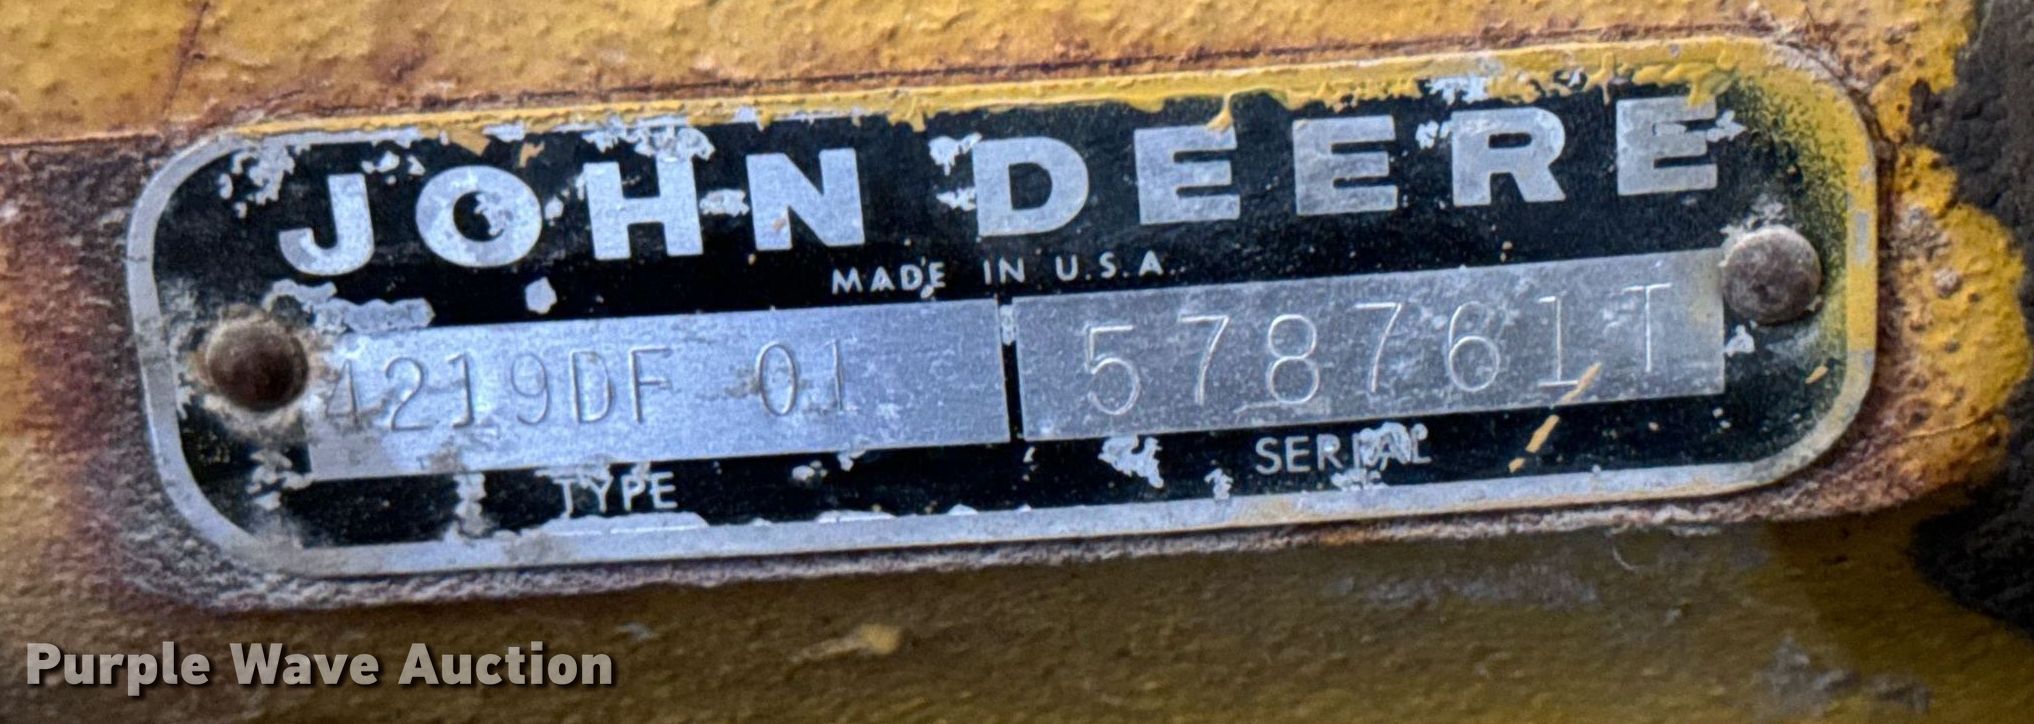 JOHN DEERE
MADE IN U.S.A.
4219DF 01 578761T
TYPE SERIAL
Purple Wave Auction